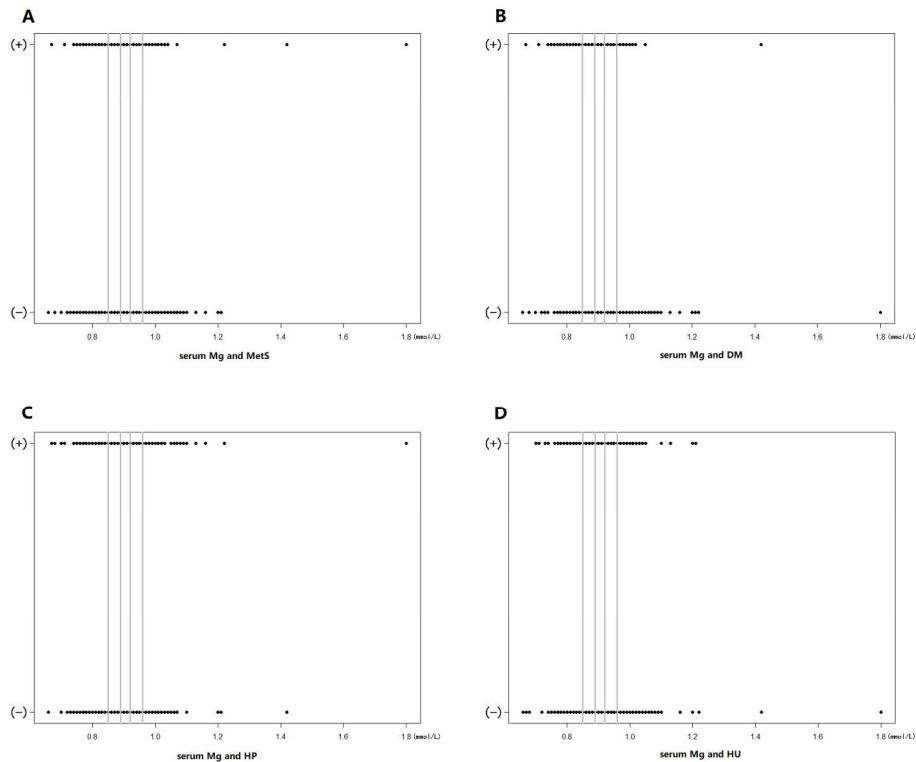 A
(+)
(−)
0.8 1.0 1.2 1.4 1.6 1.8 (mmol/L)
serum Mg and MetS
B
(+)
(−)
0.8 1.0 1.2 1.4 1.6 1.8 (mmol/L)
serum Mg and DM
C
(+)
(−)
0.8 1.0 1.2 1.4 1.6 1.8 (mmol/L)
serum Mg and HP
D
(+)
(−)
0.8 1.0 1.2 1.4 1.6 1.8 (mmol/L)
serum Mg and HU